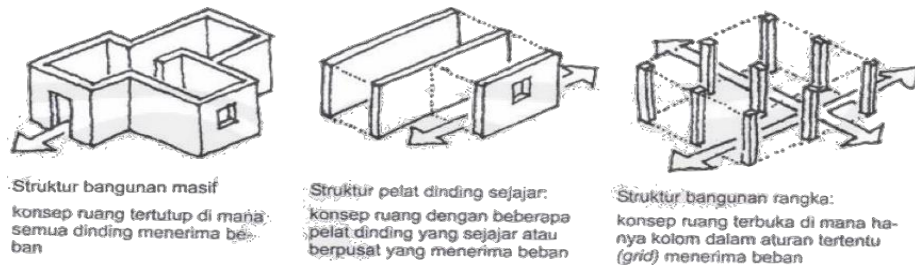 Struktur bangunan masif
konsep ruang tertutup di mana
semua dinding menerima be-
ban
Struktur pelat dinding sejajar:
konsep ruang dengan beberapa
pelat dinding yang sejajar atau
berpusat yang menerima beban
Struktur bangunan rangka:
konsep ruang terbuka di mana ha-
nya kolom dalam aturan tertentu
(grid) menerima beban